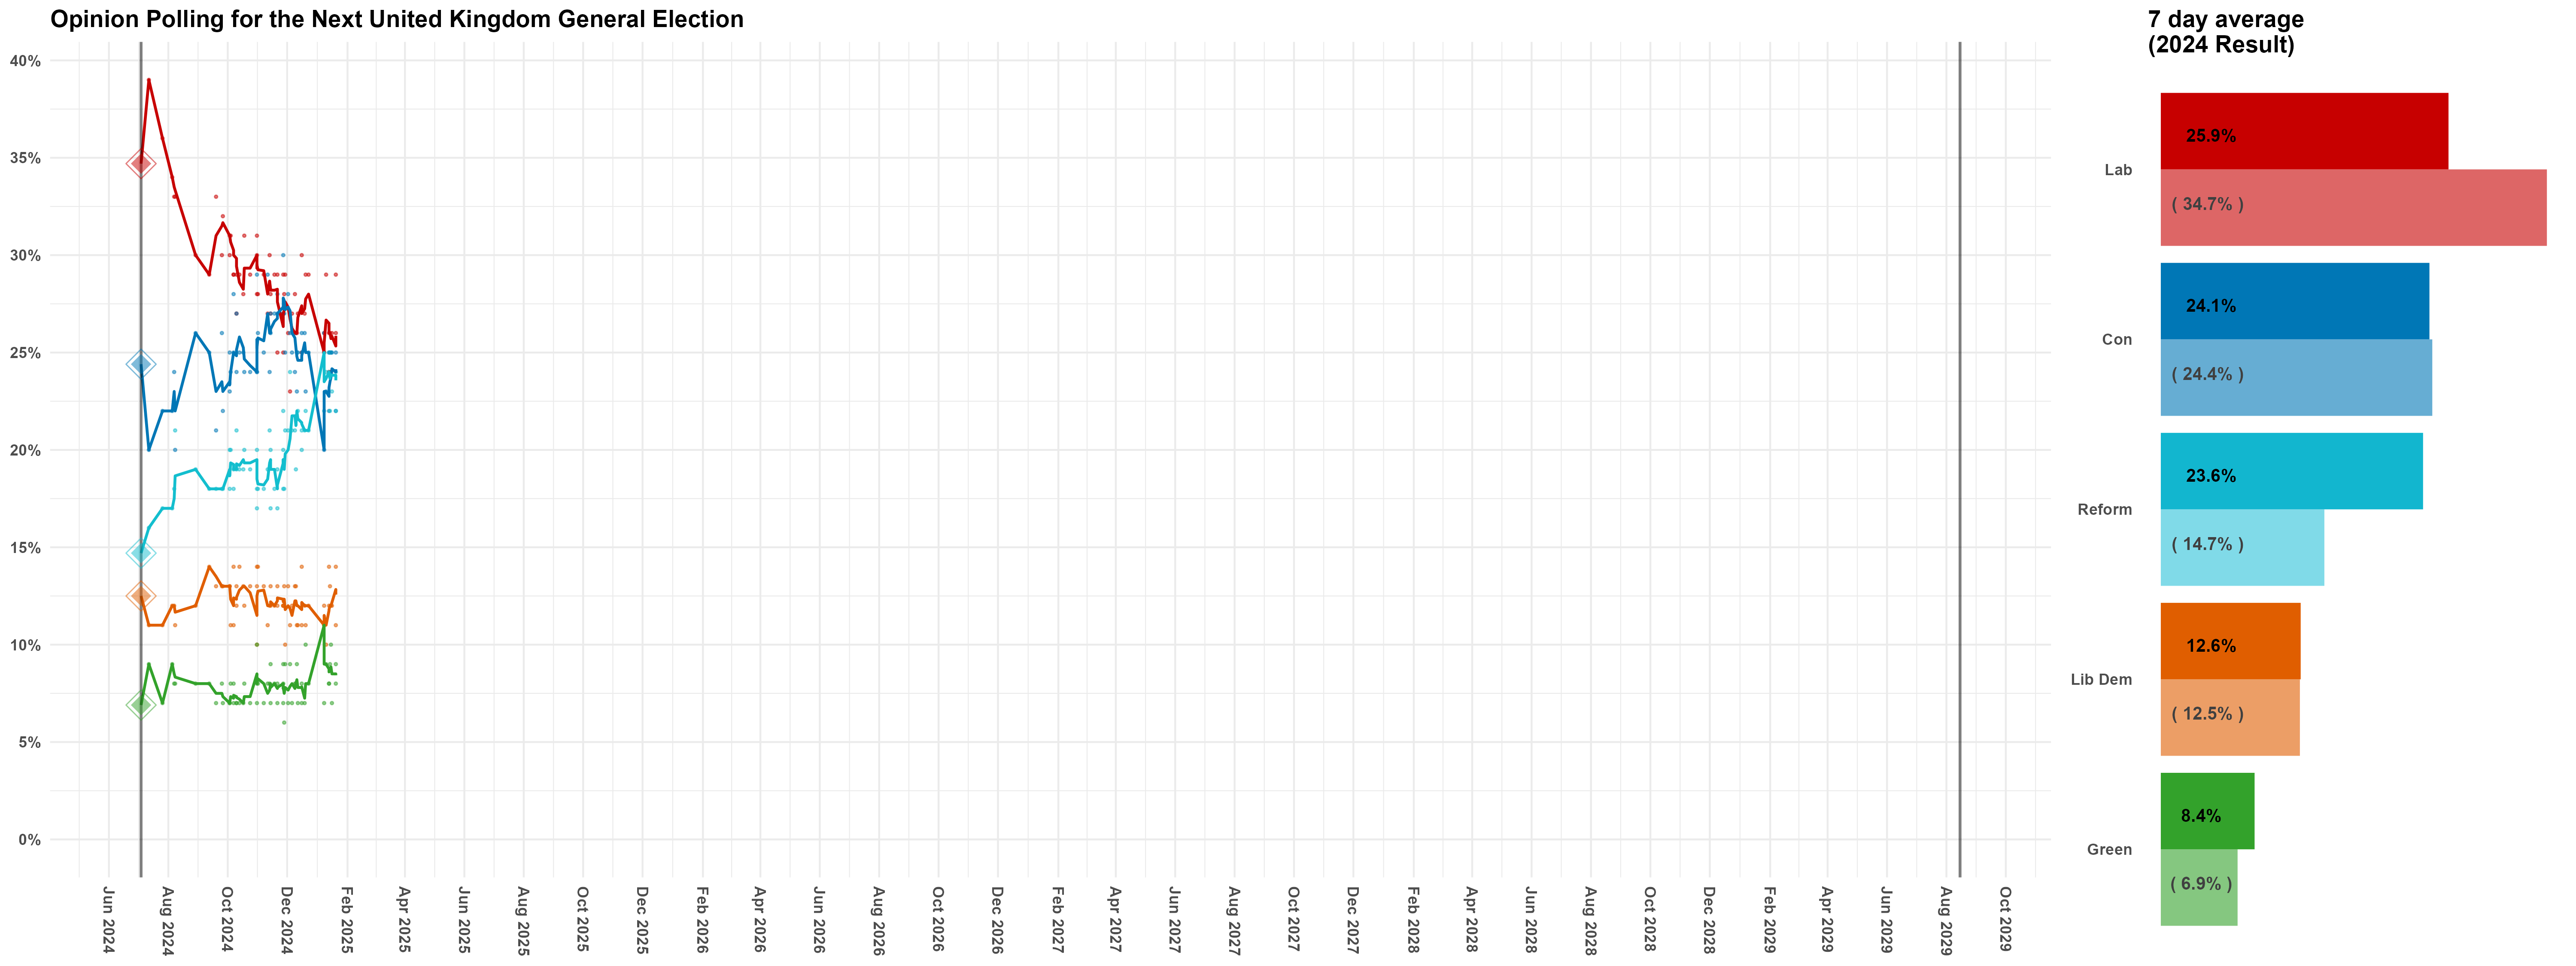 Opinion Polling for the Next United Kingdom General Election
40%
35%
30%
25%
20%
15%
10%
5%
0%
Jun 2024
Aug 2024
Oct 2024
Dec 2024
Feb 2025
Apr 2025
Jun 2025
Aug 2025
Oct 2025
Dec 2025
Feb 2026
Apr 2026
Jun 2026
Aug 2026
Oct 2026
Dec 2026
Feb 2027
Apr 2027
Jun 2027
Aug 2027
Oct 2027
Dec 2027
Feb 2028
Apr 2028
Jun 2028
Aug 2028
Oct 2028
Dec 2028
Feb 2029
Apr 2029
Jun 2029
Aug 2029
Oct 2029
7 day average
(2024 Result)
25.9%
Lab
( 34.7% )
24.1%
Con
( 24.4% )
23.6%
Reform
( 14.7% )
12.6%
Lib Dem
( 12.5% )
8.4%
Green
( 6.9% )